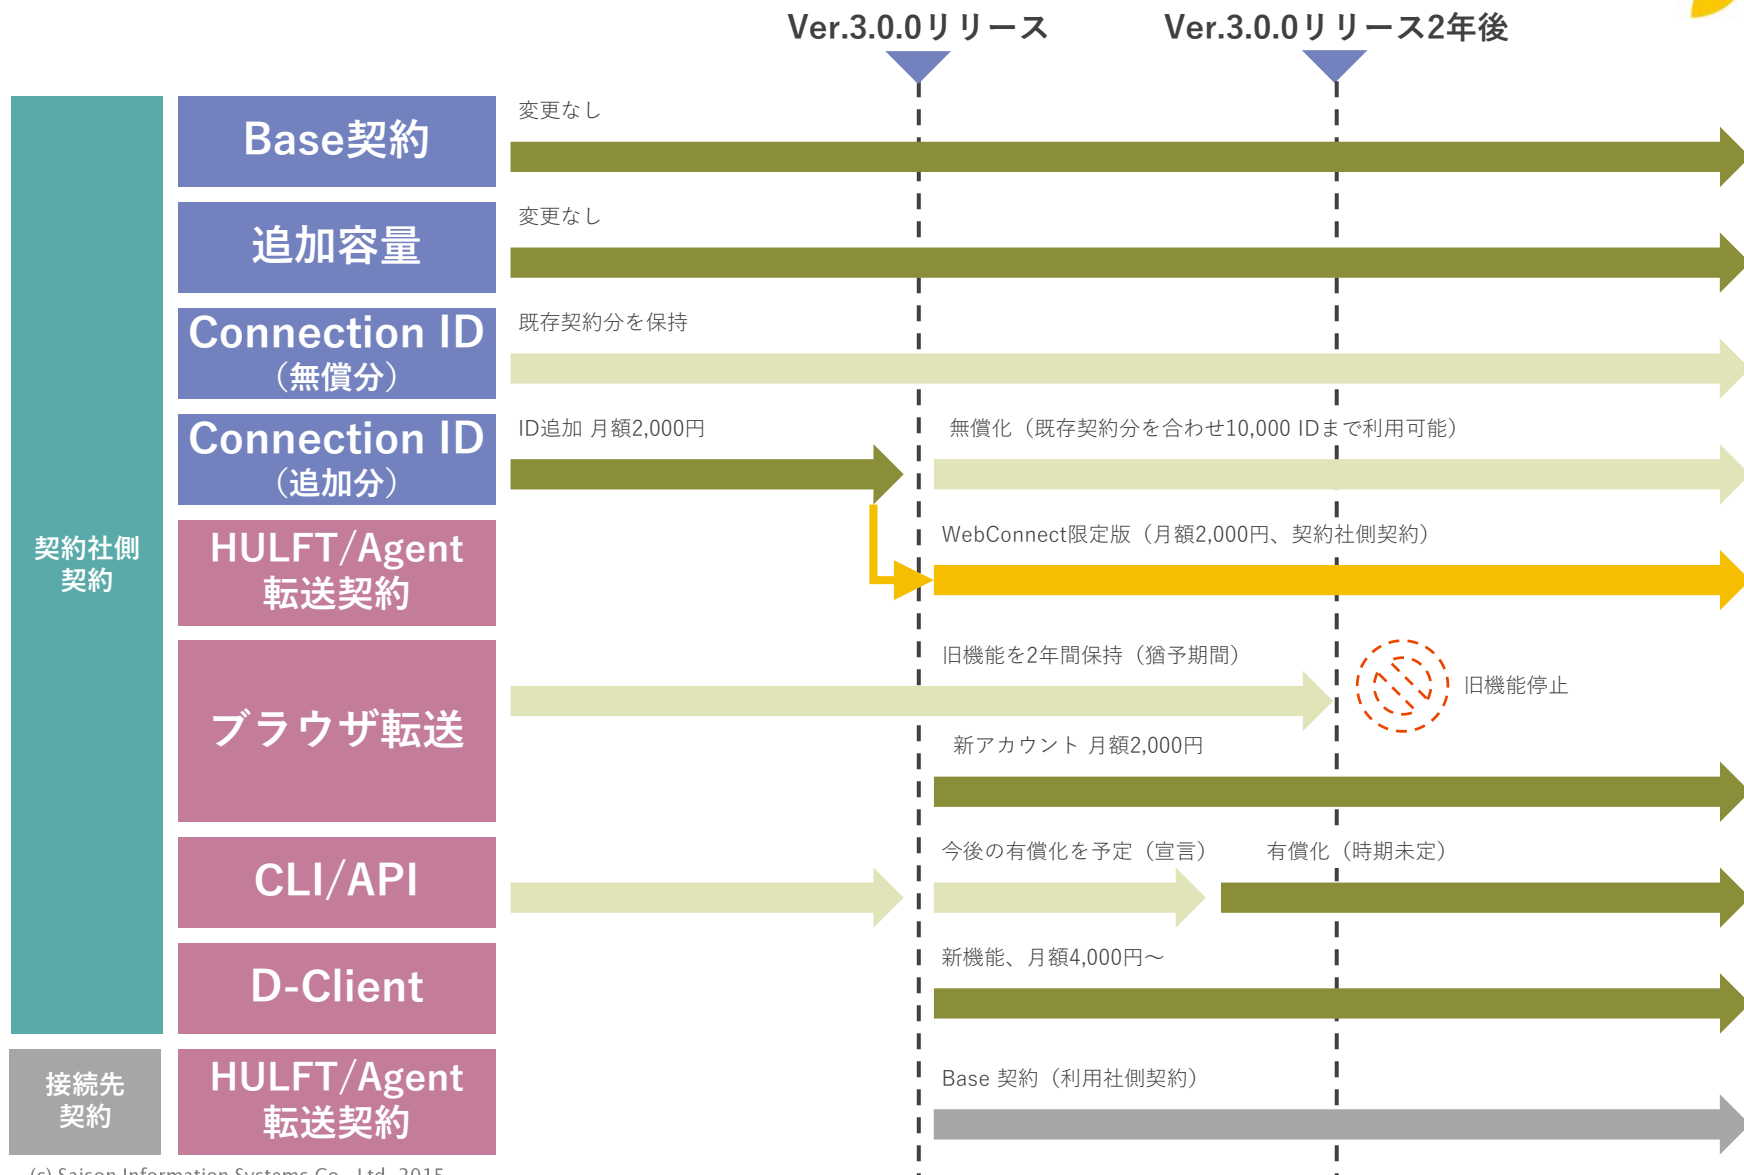 Ver.3.0.0リリース
Ver.3.0.0リリース2年後
契約社側
契約
Base契約
変更なし
追加容量
変更なし
Connection ID
（無償分）
既存契約分を保持
Connection ID
（追加分）
ID追加 月額2,000円
無償化（既存契約分を合わせ10,000 IDまで利用可能）
HULFT/Agent
転送契約
WebConnect限定版（月額2,000円、契約社側契約）
ブラウザ転送
旧機能を2年間保持（猶予期間）
旧機能停止
新アカウント 月額2,000円
CLI/API
今後の有償化を予定（宣言）
有償化（時期未定）
D-Client
新機能、月額4,000円～
接続先
契約
HULFT/Agent
転送契約
Base 契約（利用社側契約）
(c) Saison Information Systems Co., Ltd. 2015